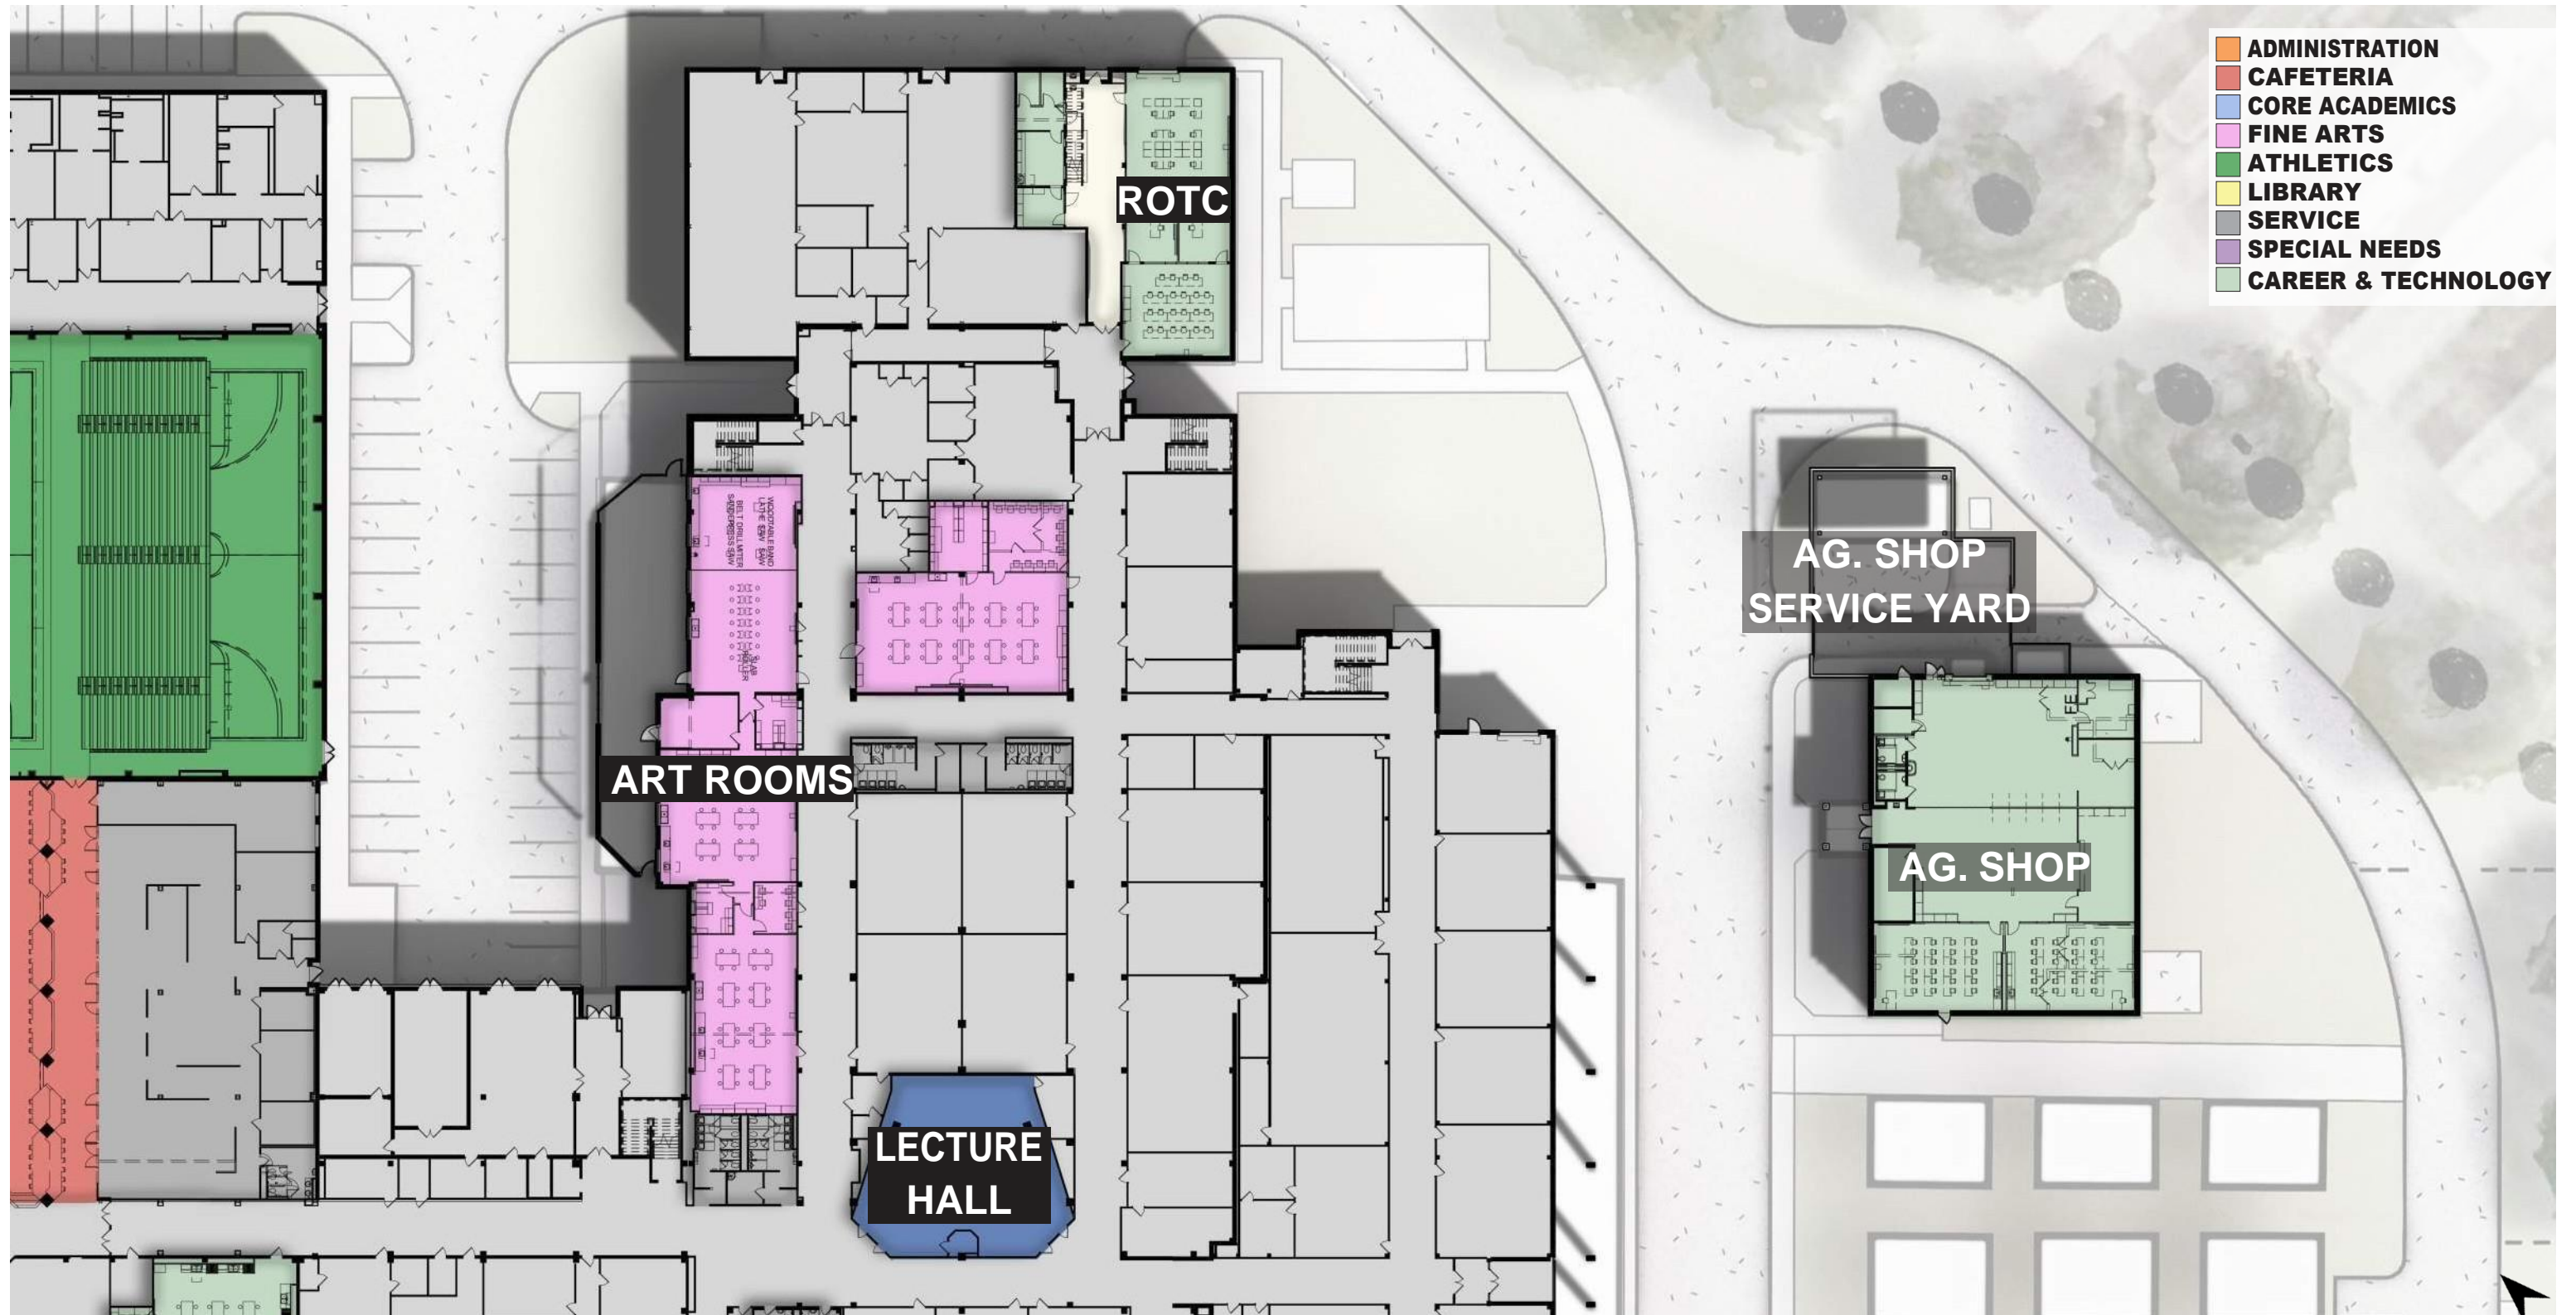 ADMINISTRATION
CAFETERIA
CORE ACADEMICS
FINE ARTS
ATHLETICS
LIBRARY
SERVICE
SPECIAL NEEDS
CAREER & TECHNOLOGY
ROTC
AG. SHOP
SERVICE YARD
ART ROOMS
AG. SHOP
LECTURE
HALL